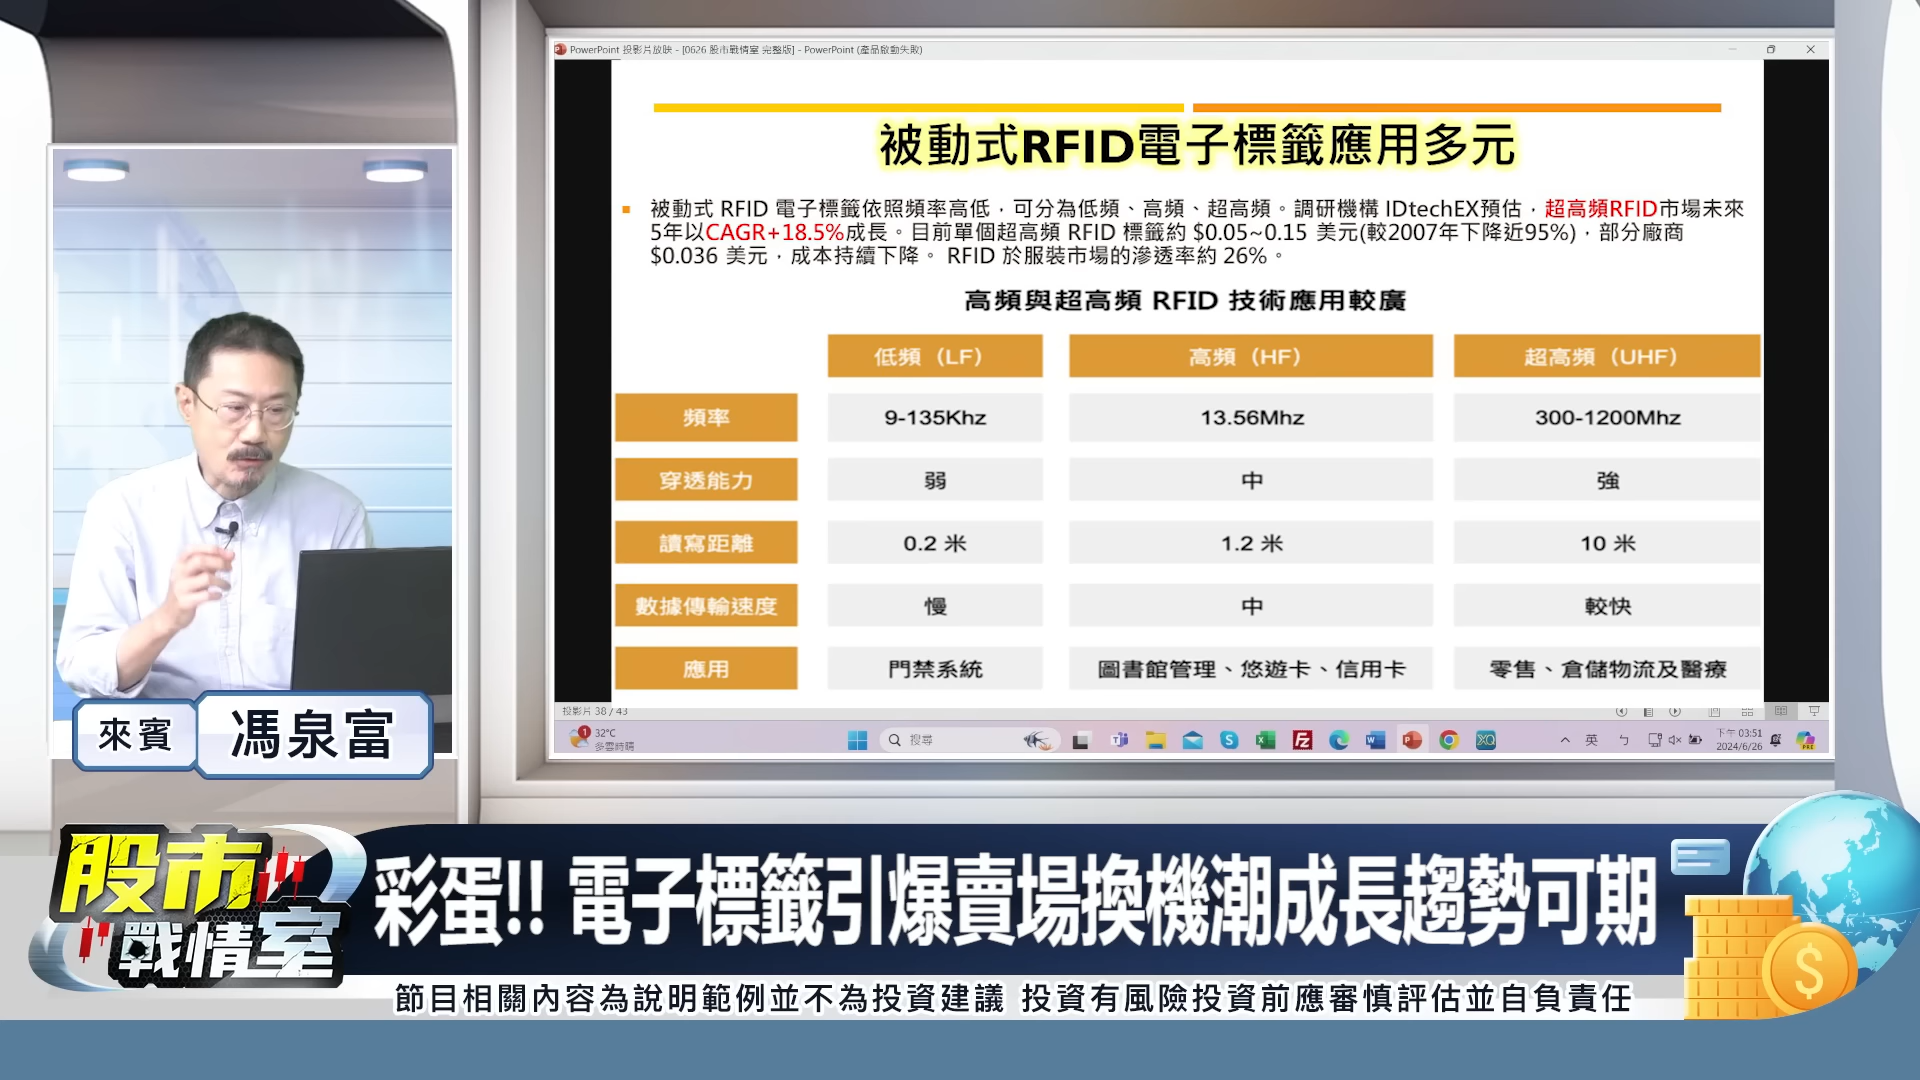 PowerPoint 投影片放映 - [0626 股市戰情室 完整版] - PowerPoint (產品啟動失敗)
被動式RFID電子標籤應用多元
被動式 RFID 電子標籤依照頻率高低，可分為低頻、高頻、超高頻。調研機構 IDtechEX預估，超高頻RFID市場未來
5年以CAGR+18.5%成長。目前單個超高頻 RFID 標籤約 $0.05~0.15 美元(較2007年下降近95%)，部分廠商
$0.036 美元，成本持續下降。 RFID 於服裝市場的滲透率約 26%。
高頻與超高頻 RFID 技術應用較廣
低頻（LF） 高頻（HF） 超高頻（UHF）
頻率 9-135Khz 13.56Mhz 300-1200Mhz
穿透能力 弱 中 強
讀寫距離 0.2 米 1.2 米 10 米
數據傳輸速度 慢 中 較快
應用 門禁系統 圖書館管理、悠遊卡、信用卡 零售、倉儲物流及醫療
投影片 38 / 43
1 32°C
多雲時晴
搜尋
英
下午 03:51
2024/6/26
來賓 馮泉富
股市
戰情室
彩蛋!! 電子標籤引爆賣場換機潮成長趨勢可期
節目相關內容為說明範例並不為投資建議 投資有風險投資前應審慎評估並自負責任